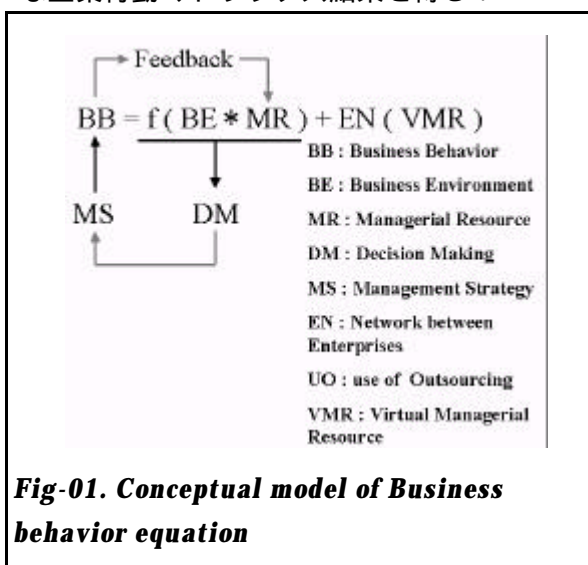 Feedback
BB = f ( BE * MR ) + EN ( VMR )
MS
DM
BB : Business Behavior
BE : Business Environment
MR : Managerial Resource
DM : Decision Making
MS : Management Strategy
EN : Network between
Enterprises
UO : use of Outsourcing
VMR : Virtual Managerial
Resource
Fig-01. Conceptual model of Business
behavior equation